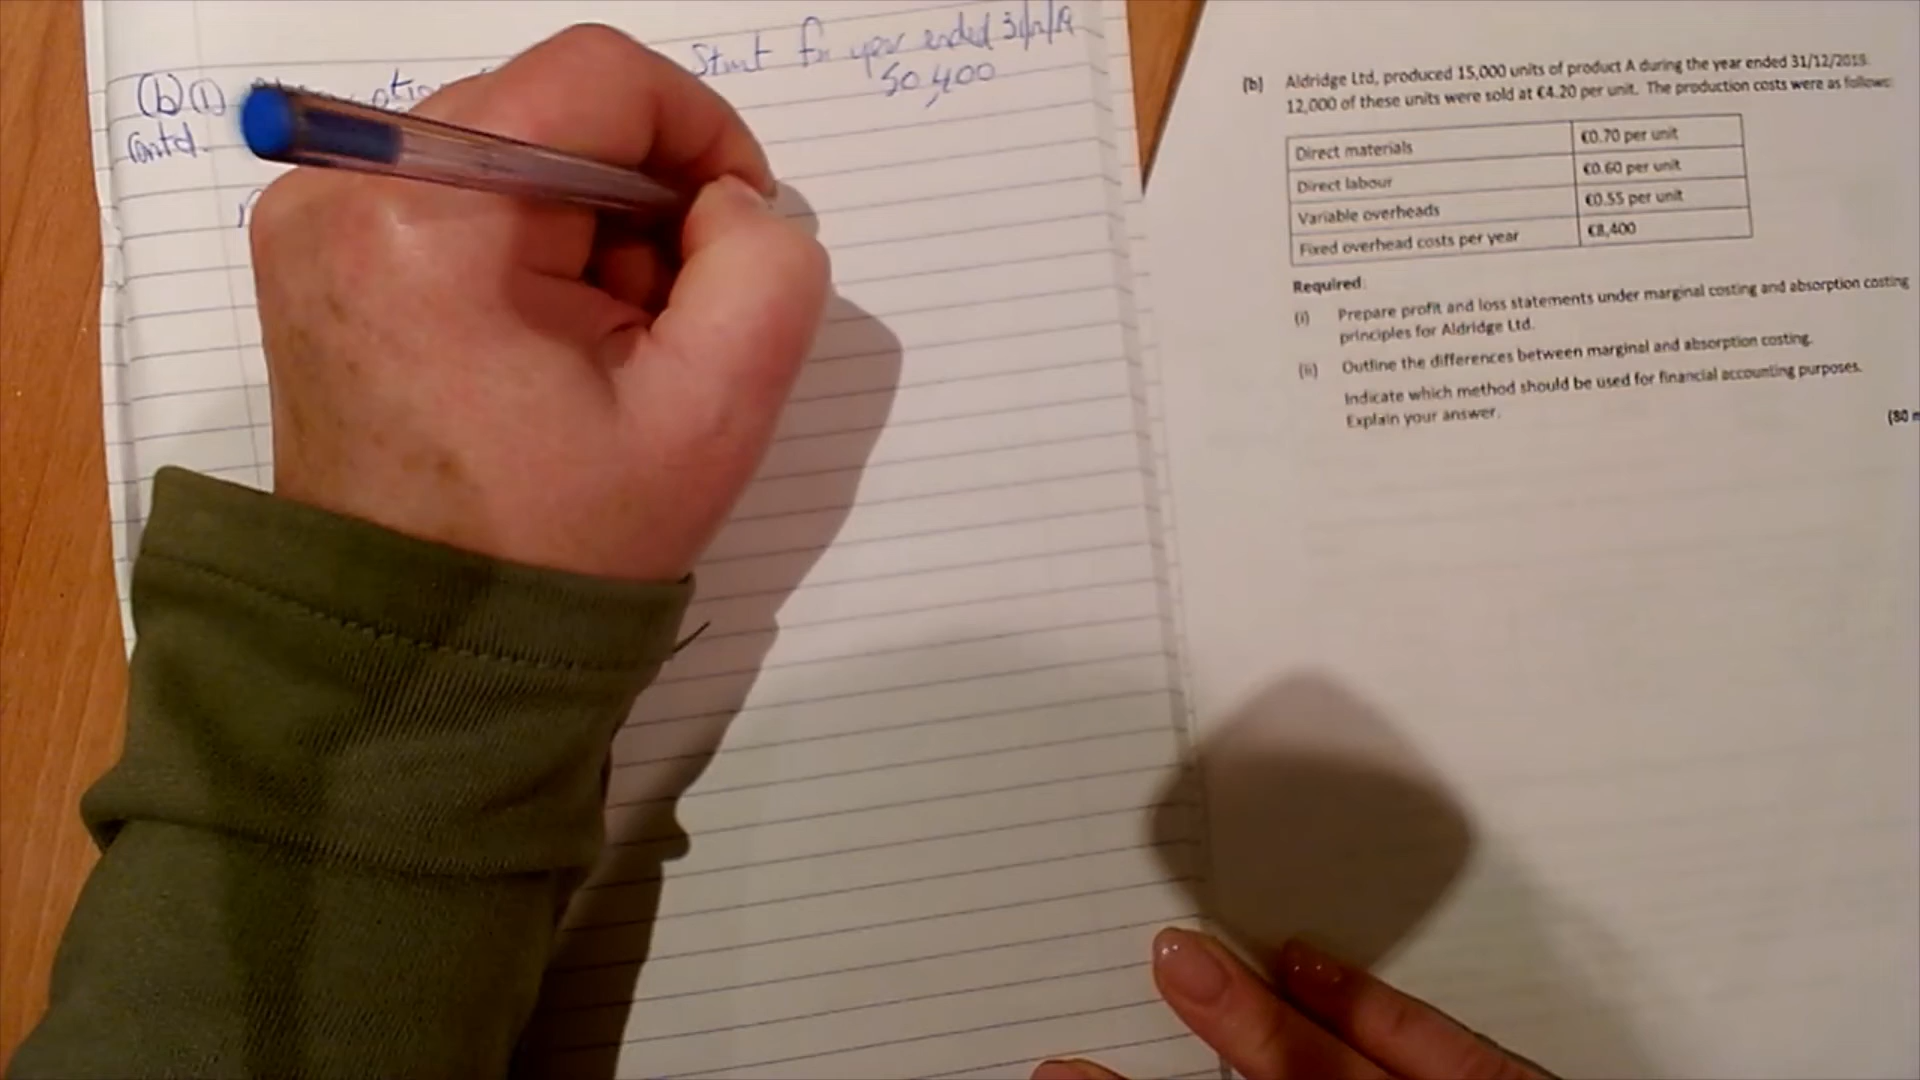 (b)(i) Stmt for year ended 31/12/19
Contd. 50,400
(b) Aldridge Ltd, produced 15,000 units of product A during the year ended 31/12/2019.
12,000 of these units were sold at €4.20 per unit. The production costs were as follows:
Direct materials €0.70 per unit
Direct labour €0.60 per unit
Variable overheads €0.55 per unit
Fixed overhead costs per year €8,400
Required:
(i) Prepare profit and loss statements under marginal costing and absorption costing
principles for Aldridge Ltd.
(ii) Outline the differences between marginal and absorption costing.
Indicate which method should be used for financial accounting purposes.
Explain your answer.
(80